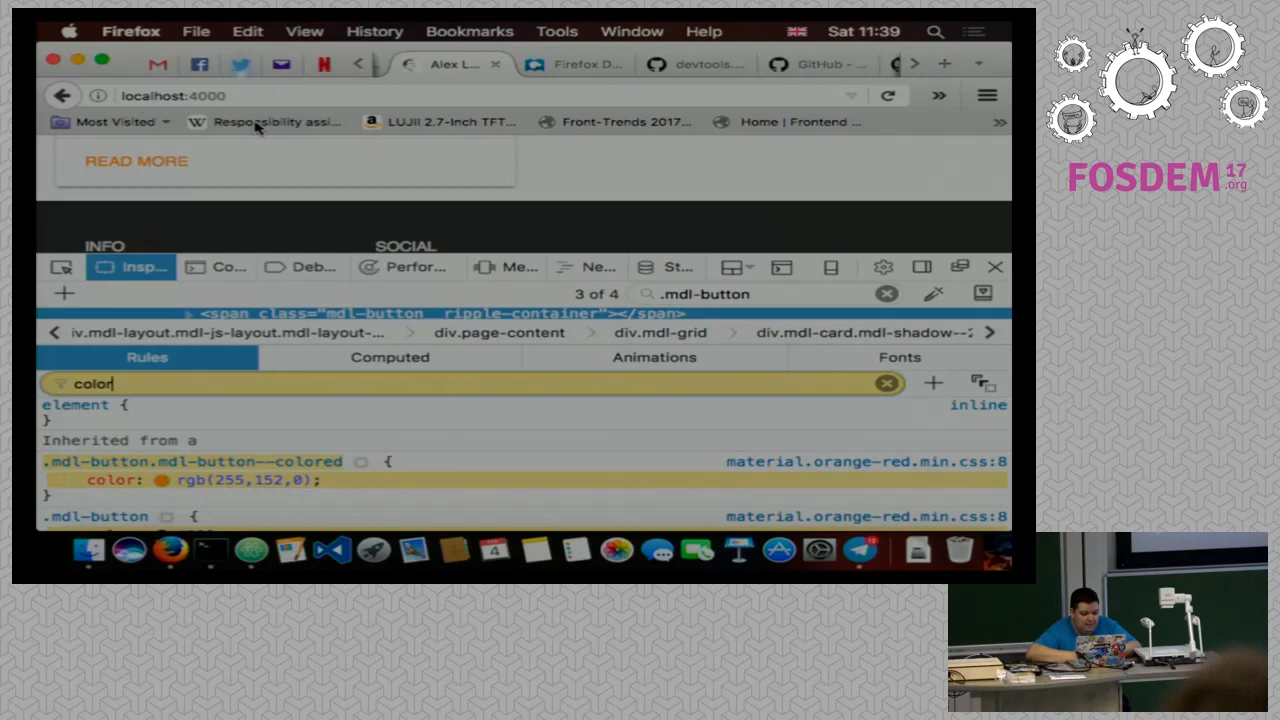 Firefox File Edit View History Bookmarks Tools Window Help Sat 11:39
Alex L... Firefox D... devtools.... GitHub - ...
localhost:4000
Most Visited Responsibility assi... LUJII 2.7-Inch TFT... Front-Trends 2017... Home | Frontend ...
READ MORE
INFO SOCIAL
Insp... Co... Deb... Perfor... Me... Ne... St...
3 of 4 .mdl-button
<span class="mdl-button ripple-container"></span>
iv.mdl-layout.mdl-js-layout.mdl-layout-... div.page-content div.mdl-grid div.mdl-card.mdl-shadow--2
Rules Computed Animations Fonts
color
element { inline
}
Inherited from a
.mdl-button.mdl-button--colored { material.orange-red.min.css:8
color: rgb(255,152,0);
}
.mdl-button { material.orange-red.min.css:8
FOSDEM 17
.org